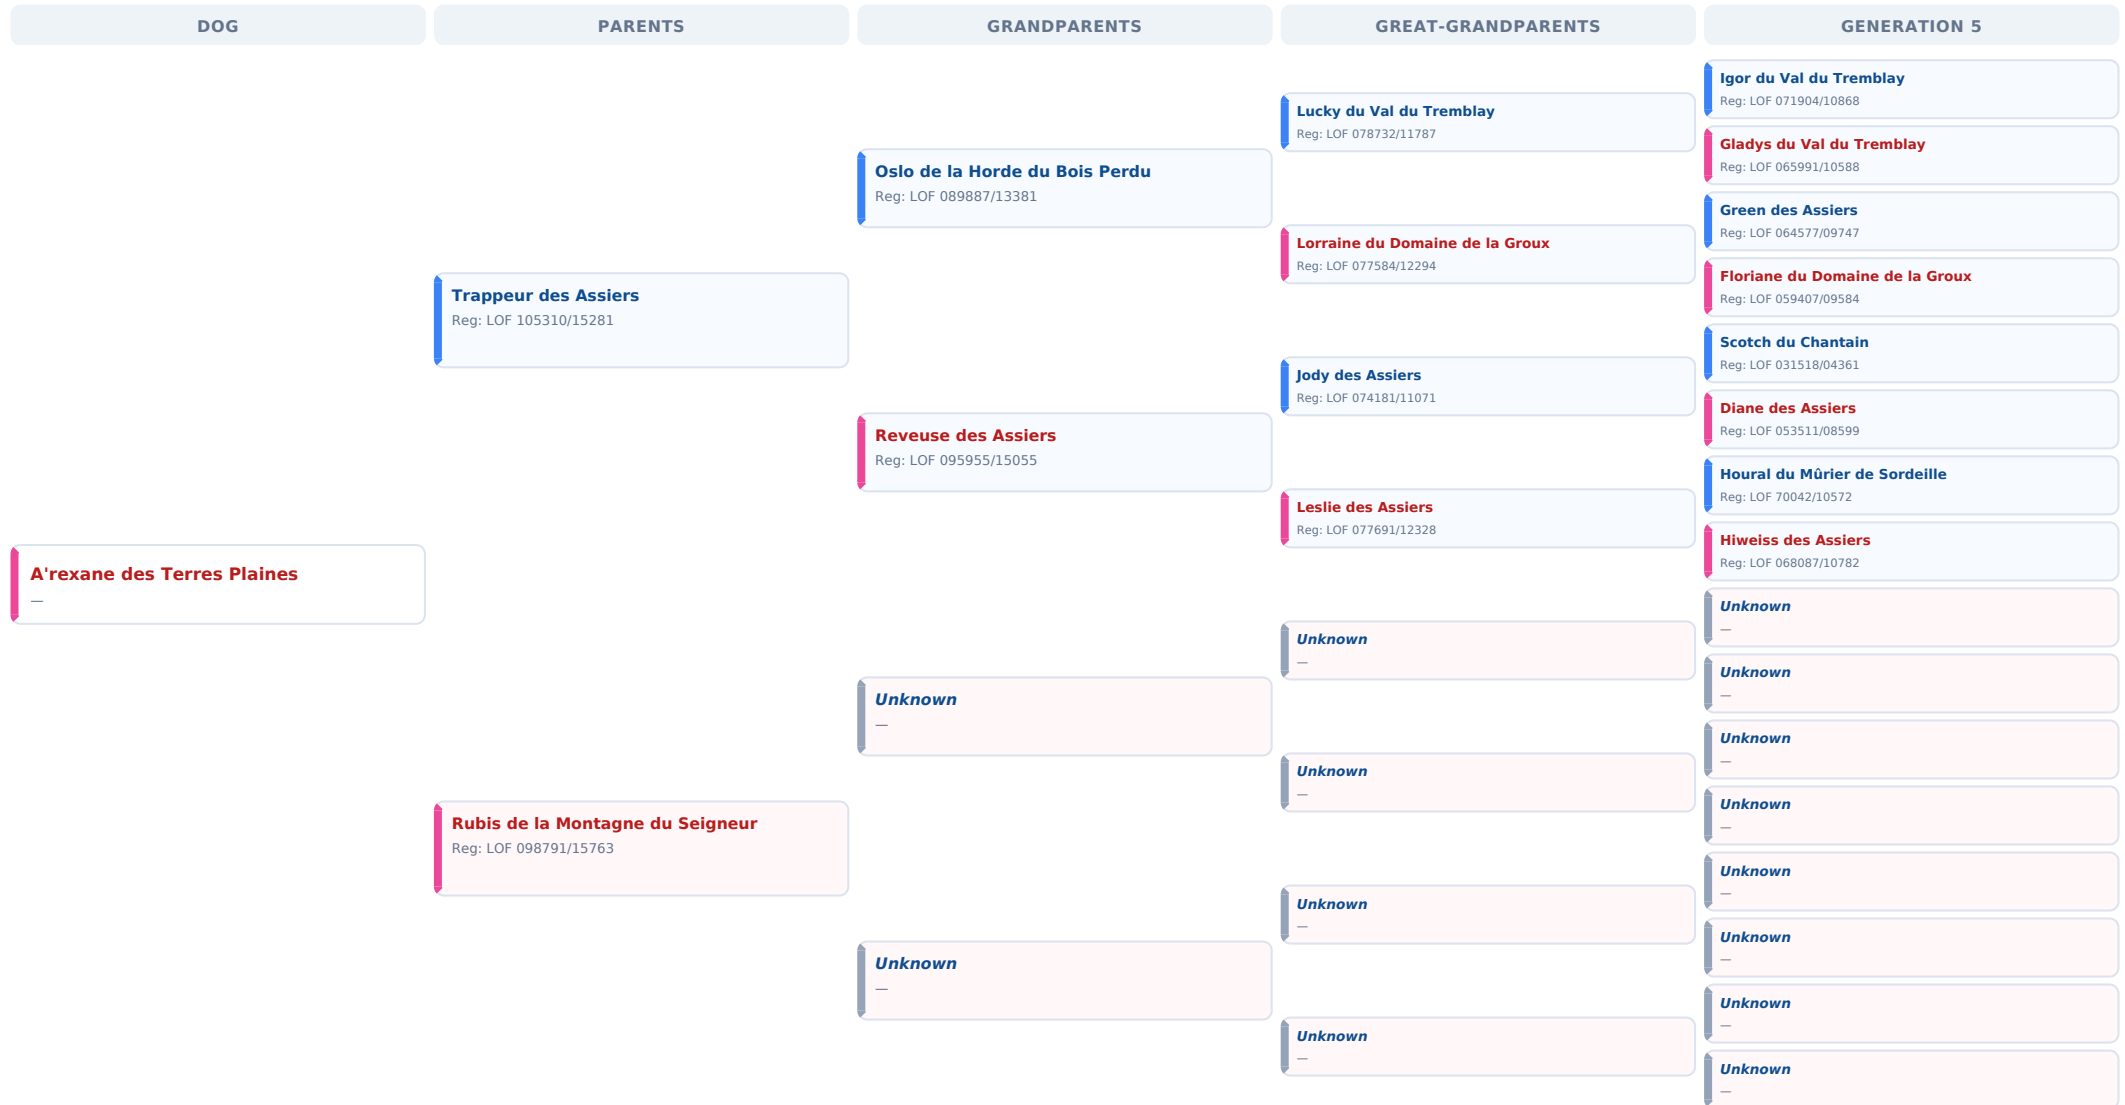 DOG
PARENTS
GRANDPARENTS
GREAT-GRANDPARENTS
GENERATION 5
A'rexane des Terres Plaines
—
Trappeur des Assiers
Reg: LOF 105310/15281
Rubis de la Montagne du Seigneur
Reg: LOF 098791/15763
Oslo de la Horde du Bois Perdu
Reg: LOF 089887/13381
Reveuse des Assiers
Reg: LOF 095955/15055
Unknown
—
Unknown
—
Lucky du Val du Tremblay
Reg: LOF 078732/11787
Lorraine du Domaine de la Groux
Reg: LOF 077584/12294
Jody des Assiers
Reg: LOF 074181/11071
Leslie des Assiers
Reg: LOF 077691/12328
Unknown
—
Unknown
—
Unknown
—
Unknown
—
Igor du Val du Tremblay
Reg: LOF 071904/10868
Gladys du Val du Tremblay
Reg: LOF 065991/10588
Green des Assiers
Reg: LOF 064577/09747
Floriane du Domaine de la Groux
Reg: LOF 059407/09584
Scotch du Chantain
Reg: LOF 031518/04361
Diane des Assiers
Reg: LOF 053511/08599
Houral du Mûrier de Sordeille
Reg: LOF 70042/10572
Hiweiss des Assiers
Reg: LOF 068087/10782
Unknown
—
Unknown
—
Unknown
—
Unknown
—
Unknown
—
Unknown
—
Unknown
—
Unknown
—